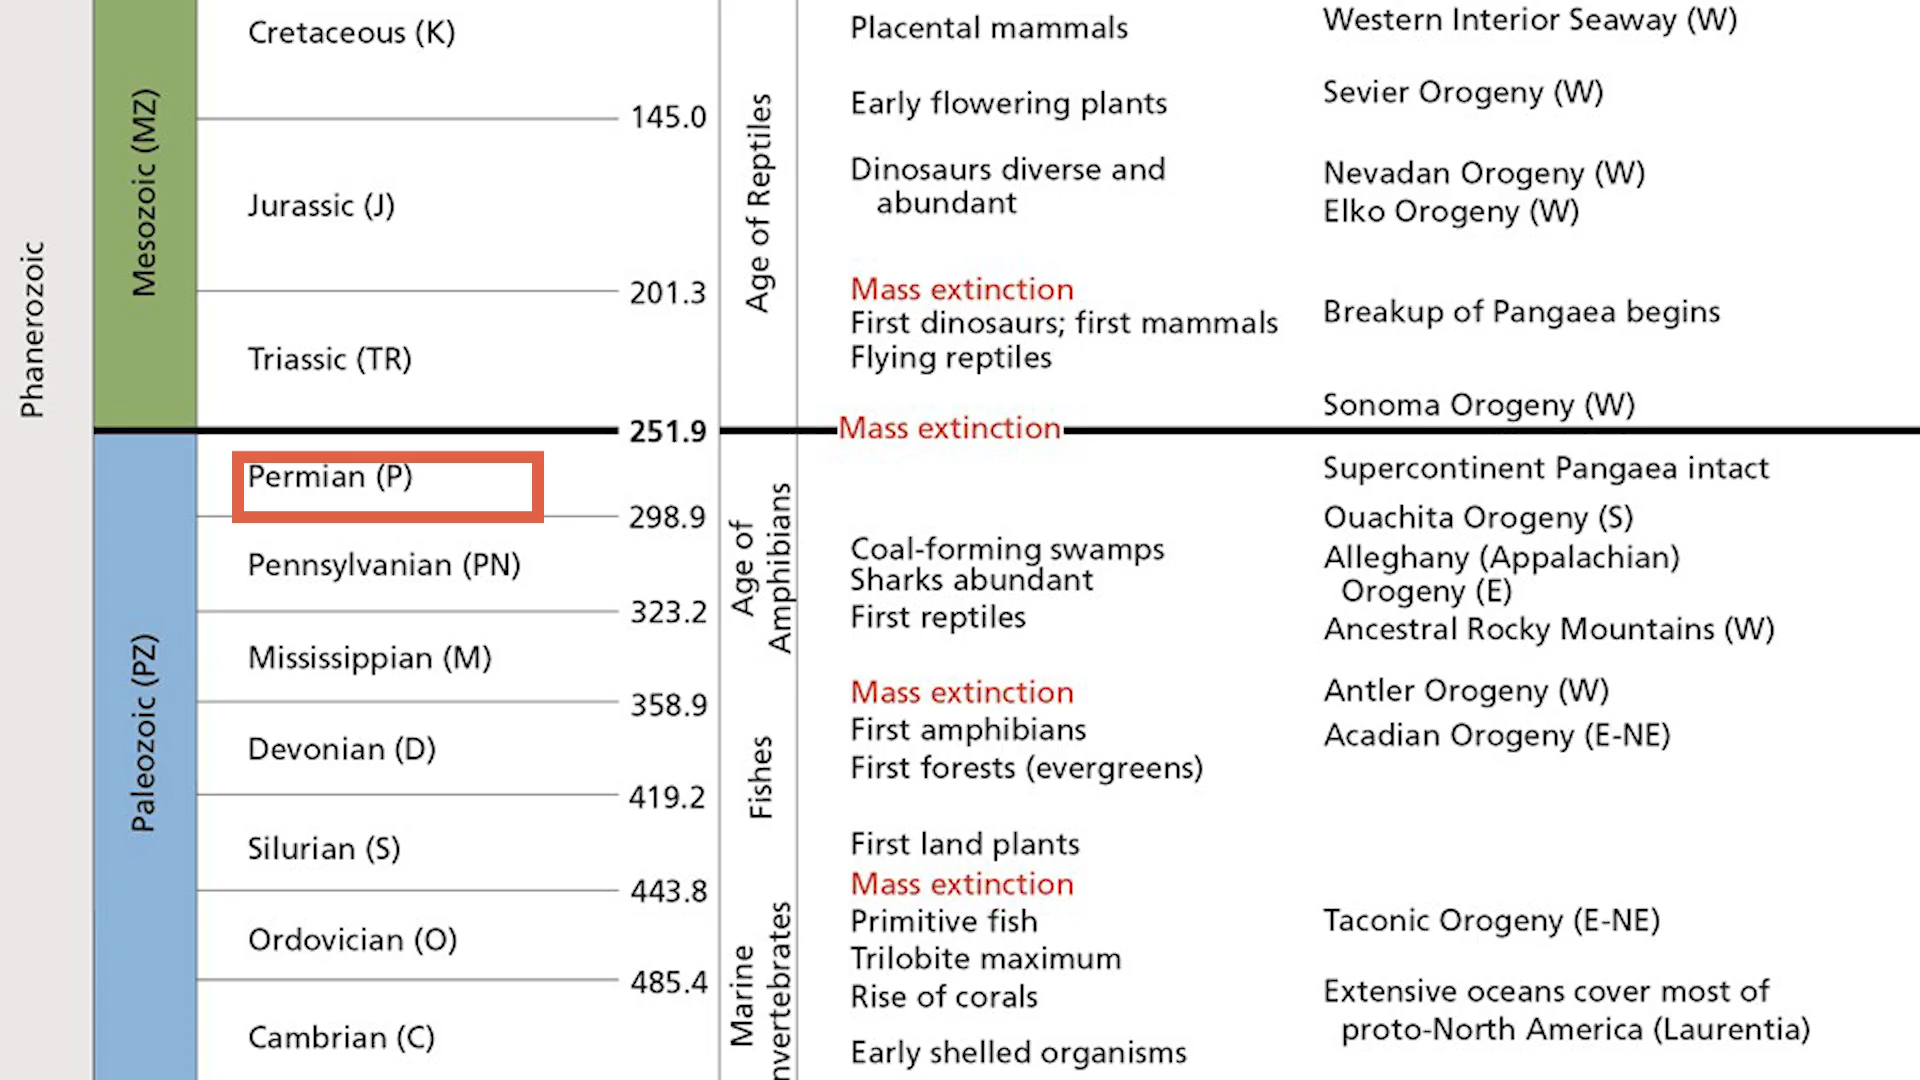 Phanerozoic
Mesozoic (MZ)
Cretaceous (K)
145.0
Jurassic (J)
201.3
Triassic (TR)
251.9
Paleozoic (PZ)
Permian (P)
298.9
Pennsylvanian (PN)
323.2
Mississippian (M)
358.9
Devonian (D)
419.2
Silurian (S)
443.8
Ordovician (O)
485.4
Cambrian (C)
Age of Reptiles
Age of
Amphibians
Fishes
Marine
nvertebrates
Placental mammals
Early flowering plants
Dinosaurs diverse and
abundant
Mass extinction
First dinosaurs; first mammals
Flying reptiles
Mass extinction
Coal-forming swamps
Sharks abundant
First reptiles
Mass extinction
First amphibians
First forests (evergreens)
First land plants
Mass extinction
Primitive fish
Trilobite maximum
Rise of corals
Early shelled organisms
Western Interior Seaway (W)
Sevier Orogeny (W)
Nevadan Orogeny (W)
Elko Orogeny (W)
Breakup of Pangaea begins
Sonoma Orogeny (W)
Supercontinent Pangaea intact
Ouachita Orogeny (S)
Alleghany (Appalachian)
Orogeny (E)
Ancestral Rocky Mountains (W)
Antler Orogeny (W)
Acadian Orogeny (E-NE)
Taconic Orogeny (E-NE)
Extensive oceans cover most of
proto-North America (Laurentia)